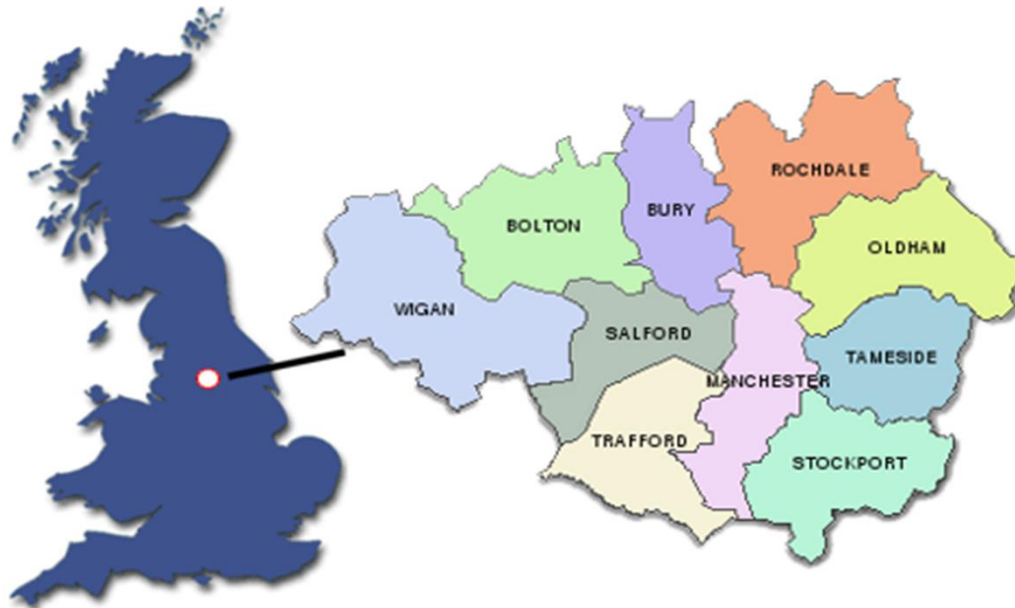 ROCHDALE
BURY
BOLTON
OLDHAM
WIGAN
SALFORD
TAMESIDE
MANCHESTER
TRAFFORD
STOCKPORT